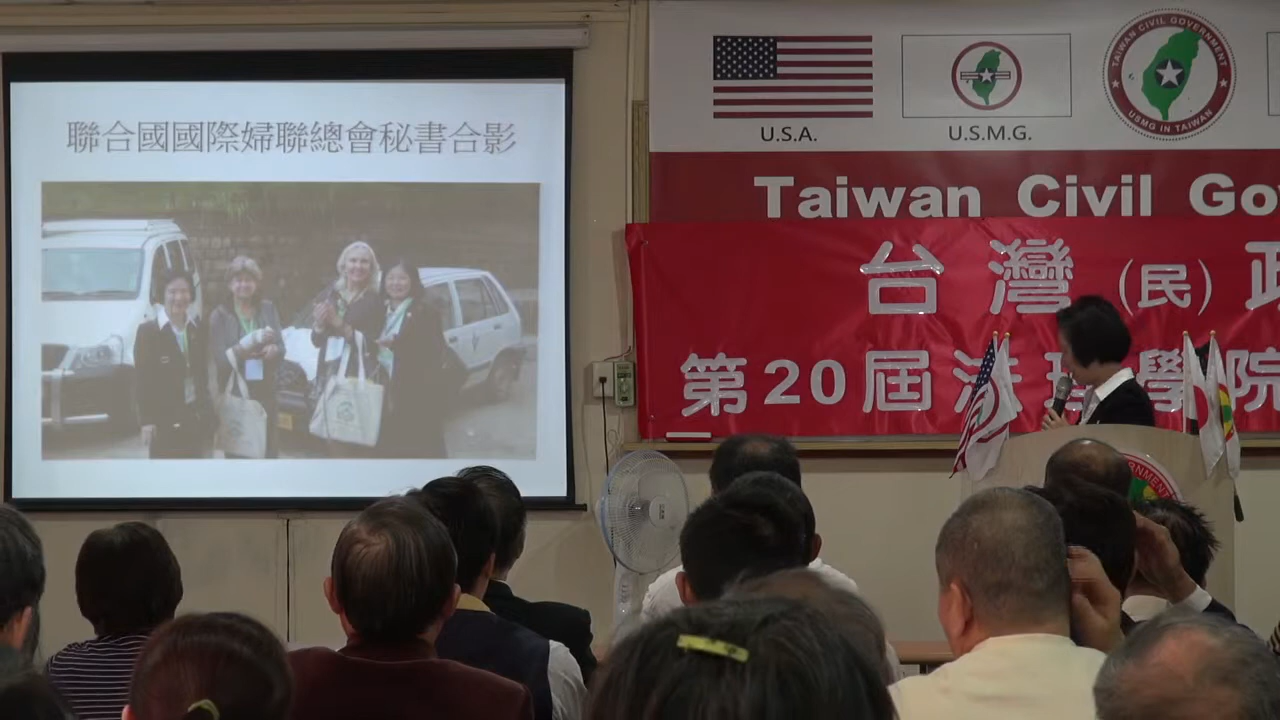 聯合國國際婦聯總會秘書合影
U.S.A.
U.S.M.G.
TAIWAN CIVIL GOVERNMENT
USMG IN TAIWAN
Taiwan Civil Go
台灣(民)政
第20屆法理學院